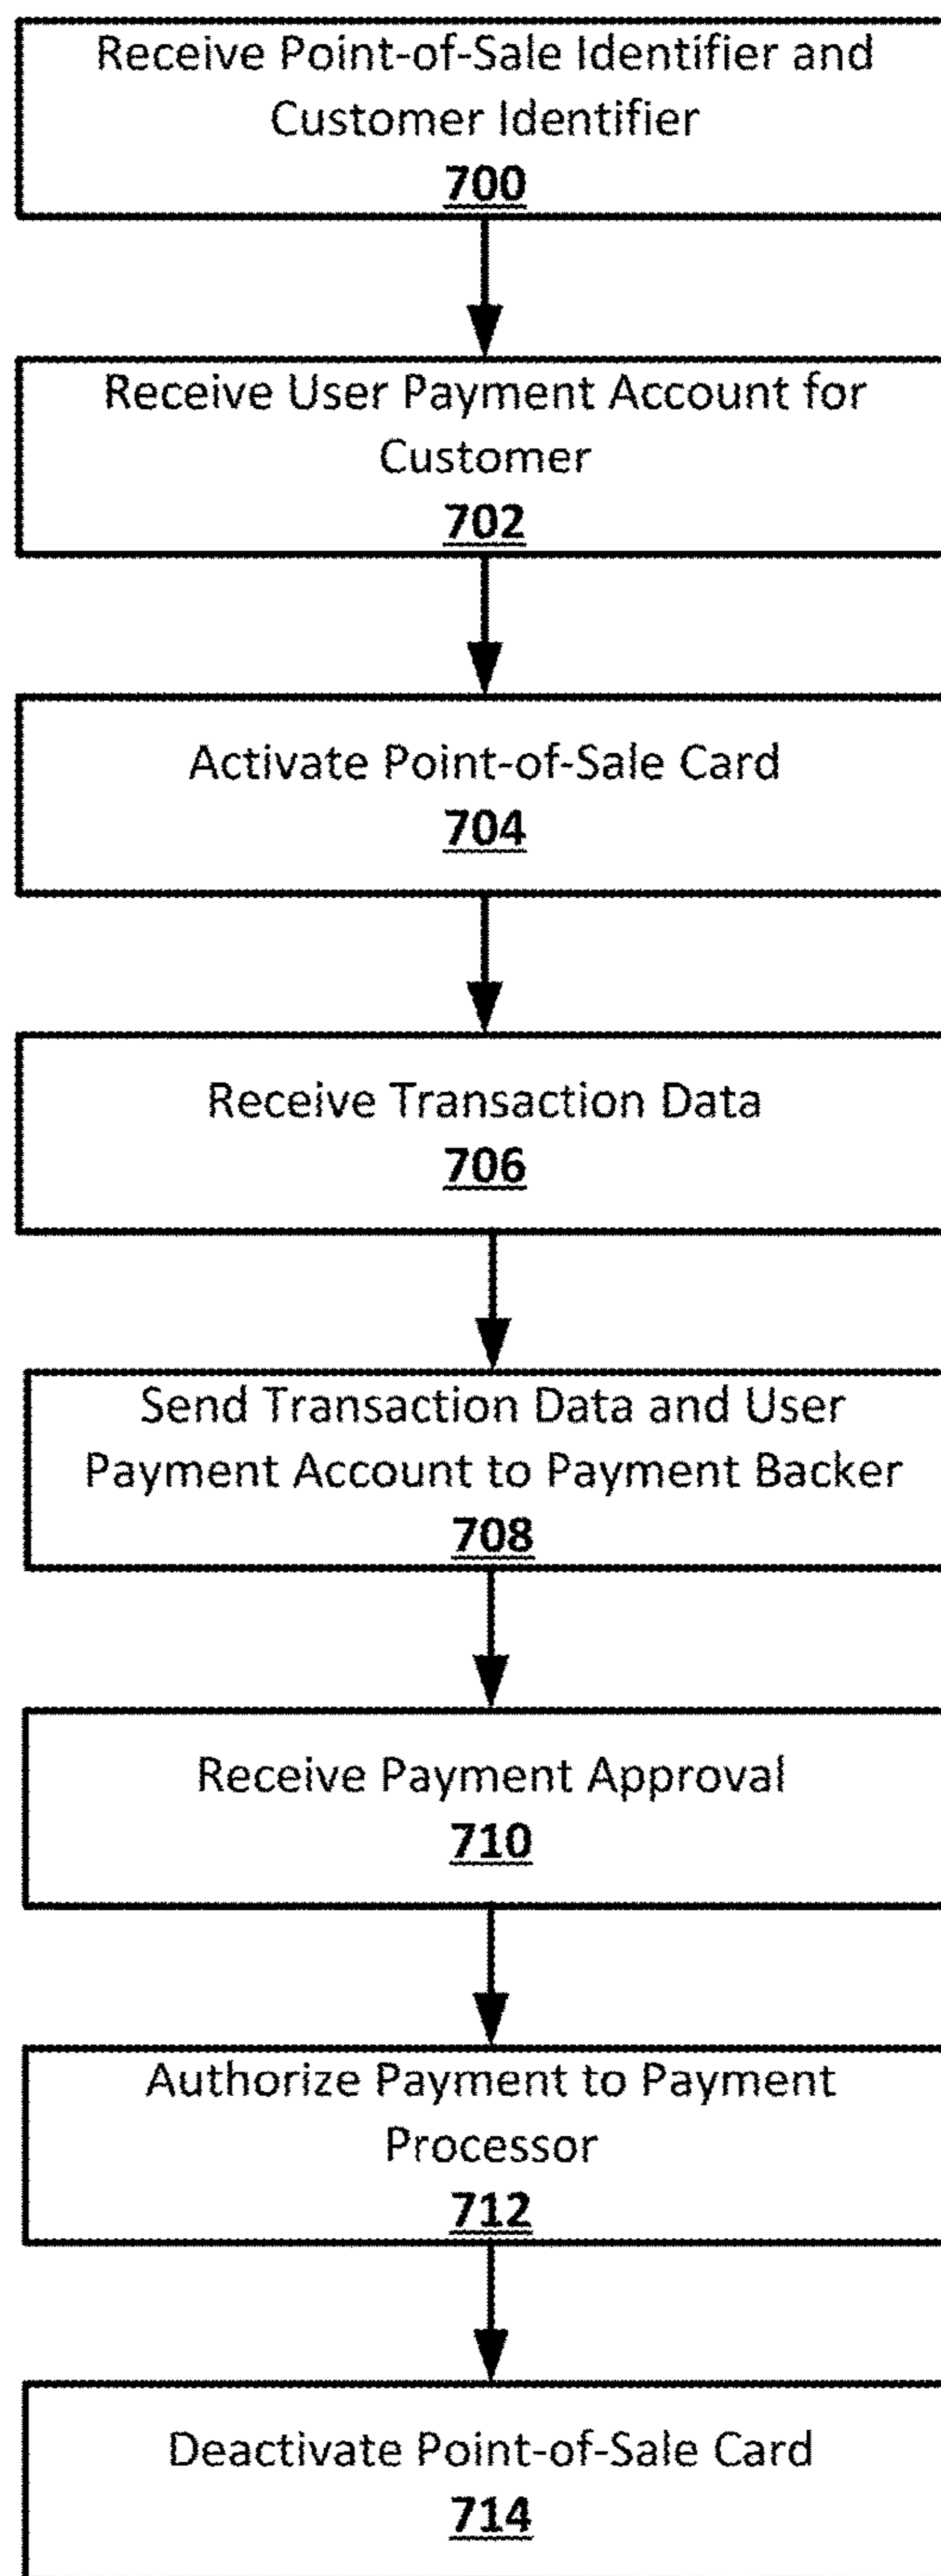 Receive Point-of-Sale Identifier and
Customer Identifier
700
Receive User Payment Account for
Customer
702
Activate Point-of-Sale Card
704
Receive Transaction Data
706
Send Transaction Data and User
Payment Account to Payment Backer
708
Receive Payment Approval
710
Authorize Payment to Payment
Processor
712
Deactivate Point-of-Sale Card
714